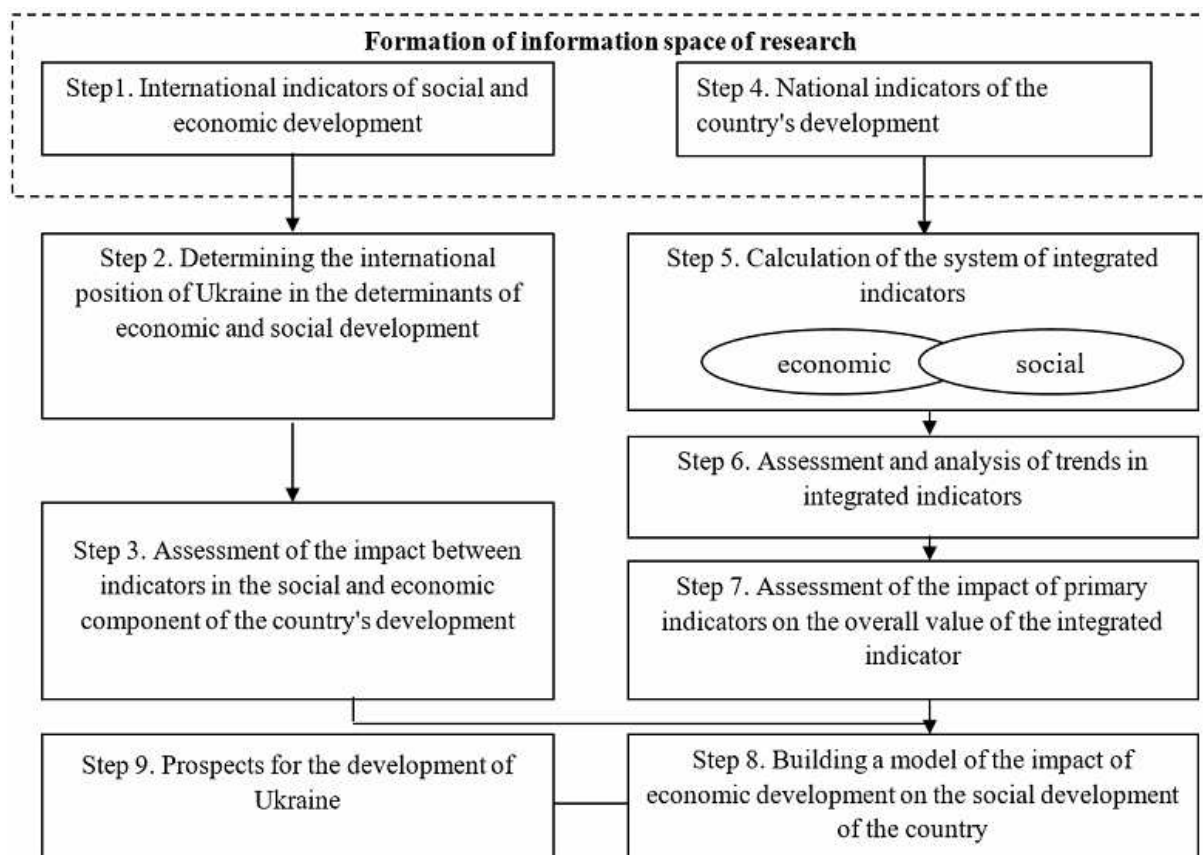 Formation of information space of research
Step1. International indicators of social and
economic development
Step 4. National indicators of the
country's development
Step 2. Determining the international
position of Ukraine in the determinants of
economic and social development
Step 5. Calculation of the system of integrated
indicators
economic
social
Step 6. Assessment and analysis of trends in
integrated indicators
Step 3. Assessment of the impact between
indicators in the social and economic
component of the country's development
Step 7. Assessment of the impact of primary
indicators on the overall value of the integrated
indicator
Step 9. Prospects for the development of
Ukraine
Step 8. Building a model of the impact of
economic development on the social development
of the country